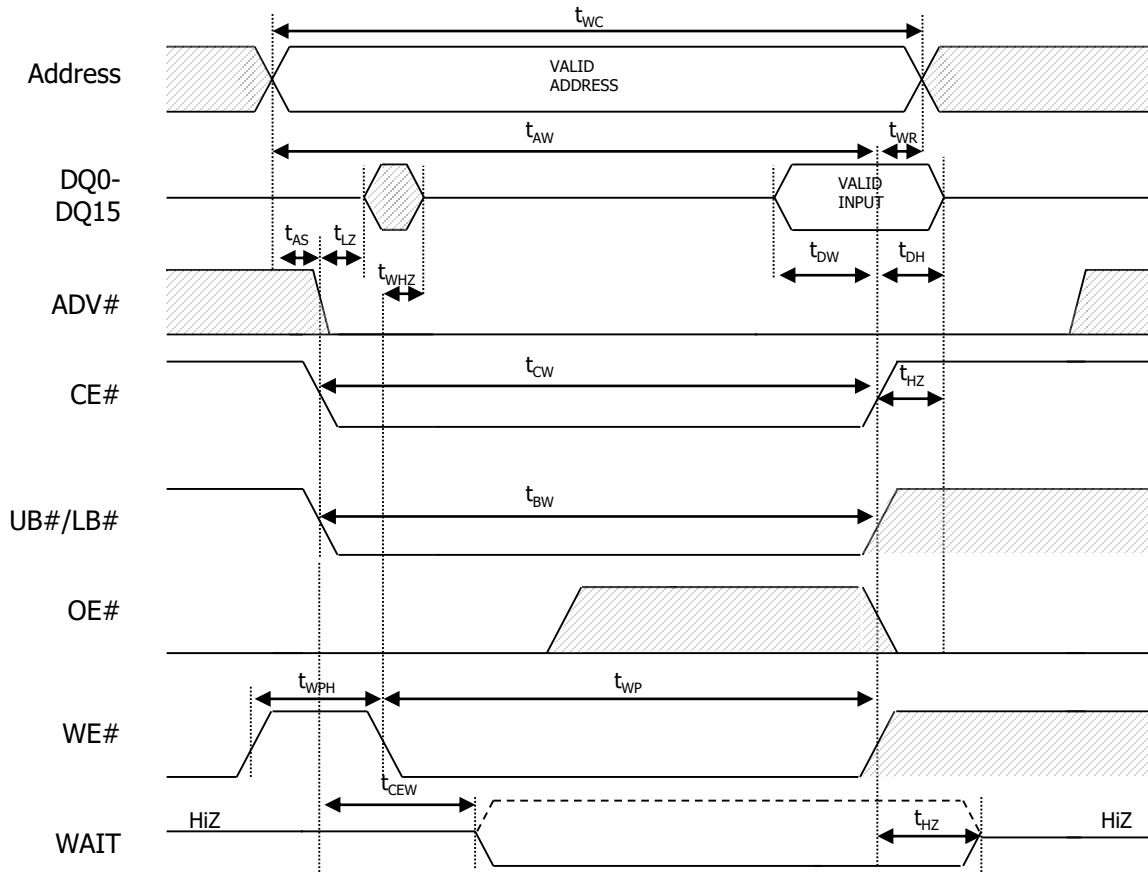 tWC
Address
VALID
ADDRESS
tAW
tWR
DQ0-
DQ15
VALID
INPUT
tAS
tLZ
tWHZ
tDW
tDH
ADV#
tCW
tHZ
CE#
tBW
UB#/LB#
OE#
tWPH
tWP
WE#
tCEW
HiZ
tHZ
HiZ
WAIT